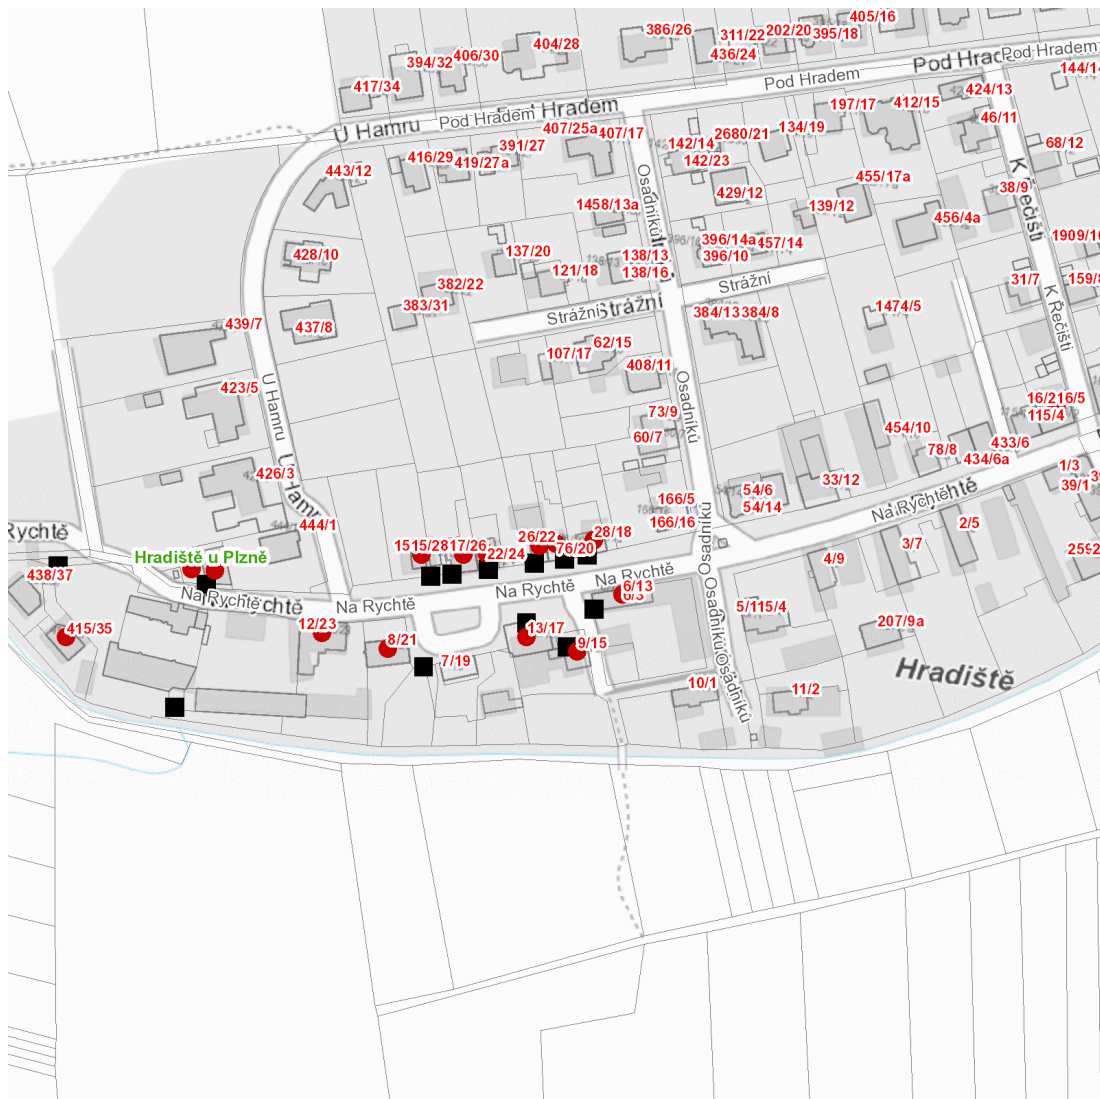 405/16
386/26
311/22
202/20
395/18
404/28
406/30
394/32
436/24
Pod Hradem
Pod Hradem
417/34
Pod Hradem
424/13
197/17
412/15
46/11
U Hamru
Pod Hradem
407/25a
407/17
2680/21
134/19
142/14
391/27
416/29
419/27a
142/23
68/12
443/12
455/17a
429/12
38/9
K Řečišti
Osadníků
1458/13a
139/12
456/4a
396/14a
457/14
428/10
137/20
138/13
396/10
121/18
138/16
382/22
31/7
159/8
Strážní
383/31
Strážní
Strážní
384/13
384/8
1474/5
439/7
437/8
K Řečišti
62/15
107/17
408/11
423/5
U Hamru
Osadníků
73/9
16/2
115/4
60/7
454/10
433/6
78/8
434/6a
426/3
1/3
33/12
54/6
39/1
166/5
54/14
Na Rychtě
444/1
166/16
2/5
Rychtě
28/18
26/22
Osadníků
15/28
17/26
76/20
3/7
22/24
Hradiště u Plzně
4/9
438/37
Na Rychtě
6/13
Na Rychtě
Na Rychtě
Na Rychtě
5/115/4
12/23
13/17
415/35
207/9a
8/21
9/15
7/19
Osadníků
Hradiště
10/1
11/2
Osadníků